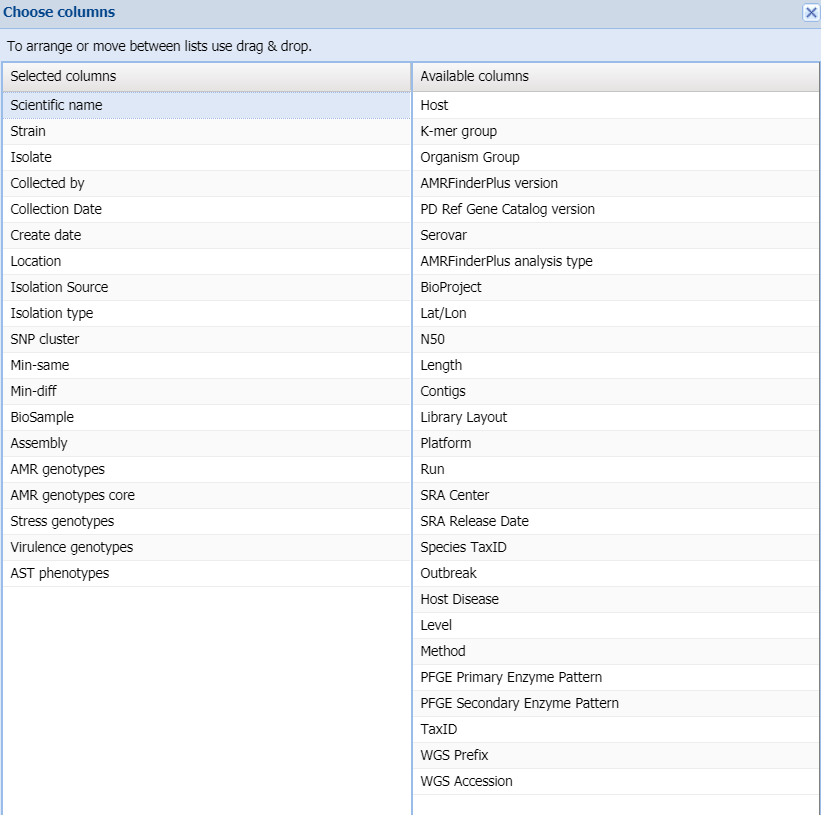 Choose columns
To arrange or move between lists use drag & drop.
Selected columns
Scientific name
Strain
Isolate
Collected by
Collection Date
Create date
Location
Isolation Source
Isolation type
SNP cluster
Min-same
Min-diff
BioSample
Assembly
AMR genotypes
AMR genotypes core
Stress genotypes
Virulence genotypes
AST phenotypes
Available columns
Host
K-mer group
Organism Group
AMRFinderPlus version
PD Ref Gene Catalog version
Serovar
AMRFinderPlus analysis type
BioProject
Lat/Lon
N50
Length
Contigs
Library Layout
Platform
Run
SRA Center
SRA Release Date
Species TaxID
Outbreak
Host Disease
Level
Method
PFGE Primary Enzyme Pattern
PFGE Secondary Enzyme Pattern
TaxID
WGS Prefix
WGS Accession